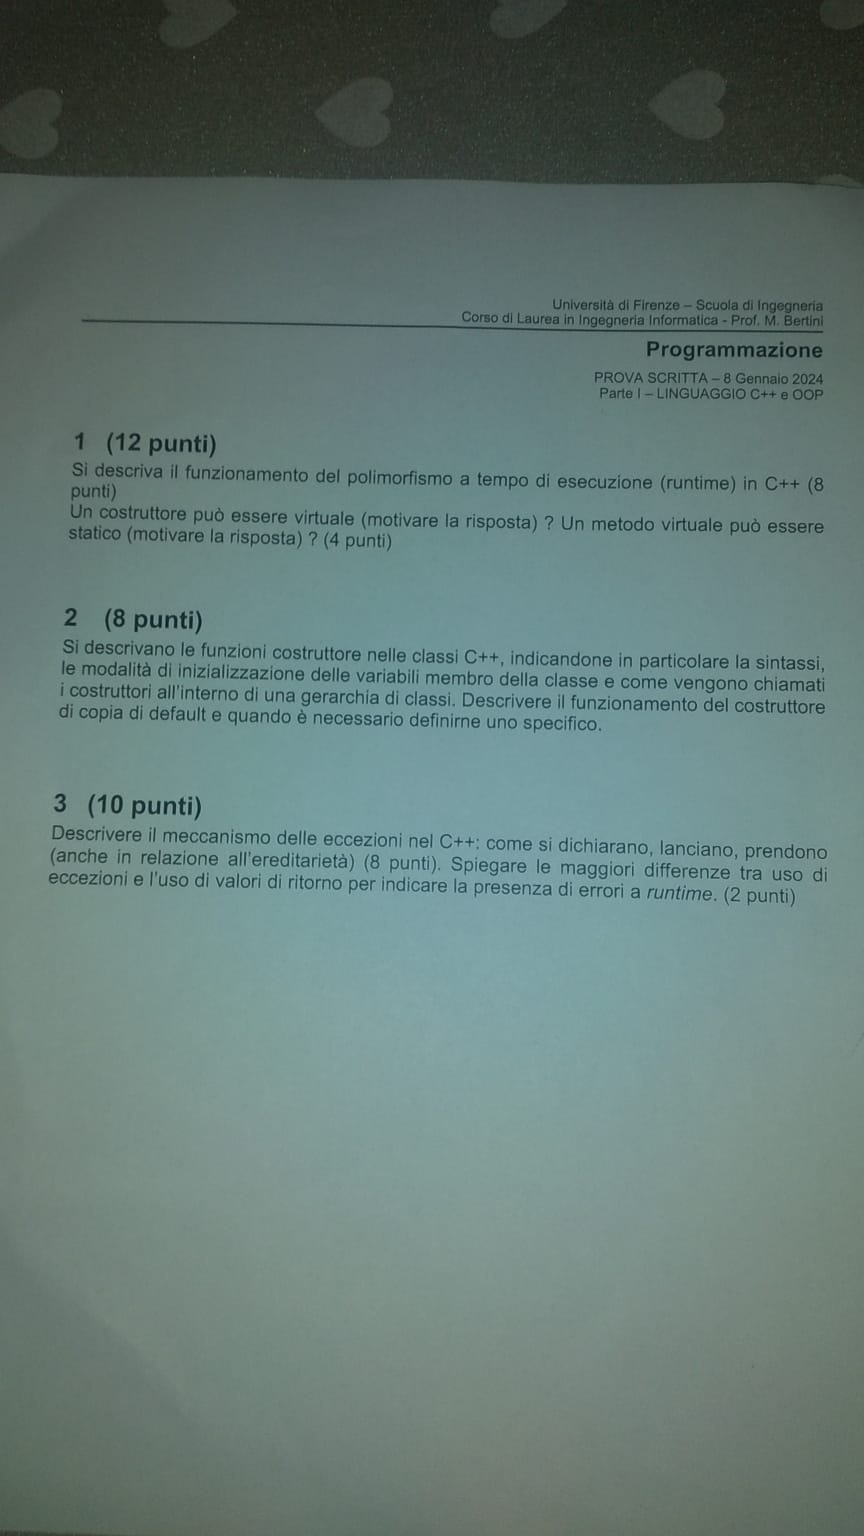 Università di Firenze – Scuola di Ingegneria
Corso di Laurea in Ingegneria Informatica - Prof. M. Bertini
Programmazione
PROVA SCRITTA – 8 Gennaio 2024
Parte I – LINGUAGGIO C++ e OOP
1 (12 punti)
Si descriva il funzionamento del polimorfismo a tempo di esecuzione (runtime) in C++ (8
punti)
Un costruttore può essere virtuale (motivare la risposta) ? Un metodo virtuale può essere
statico (motivare la risposta) ? (4 punti)
2 (8 punti)
Si descrivano le funzioni costruttore nelle classi C++, indicandone in particolare la sintassi,
le modalità di inizializzazione delle variabili membro della classe e come vengono chiamati
i costruttori all'interno di una gerarchia di classi. Descrivere il funzionamento del costruttore
di copia di default e quando è necessario definirne uno specifico.
3 (10 punti)
Descrivere il meccanismo delle eccezioni nel C++: come si dichiarano, lanciano, prendono
(anche in relazione all'ereditarietà) (8 punti). Spiegare le maggiori differenze tra uso di
eccezioni e l'uso di valori di ritorno per indicare la presenza di errori a runtime. (2 punti)